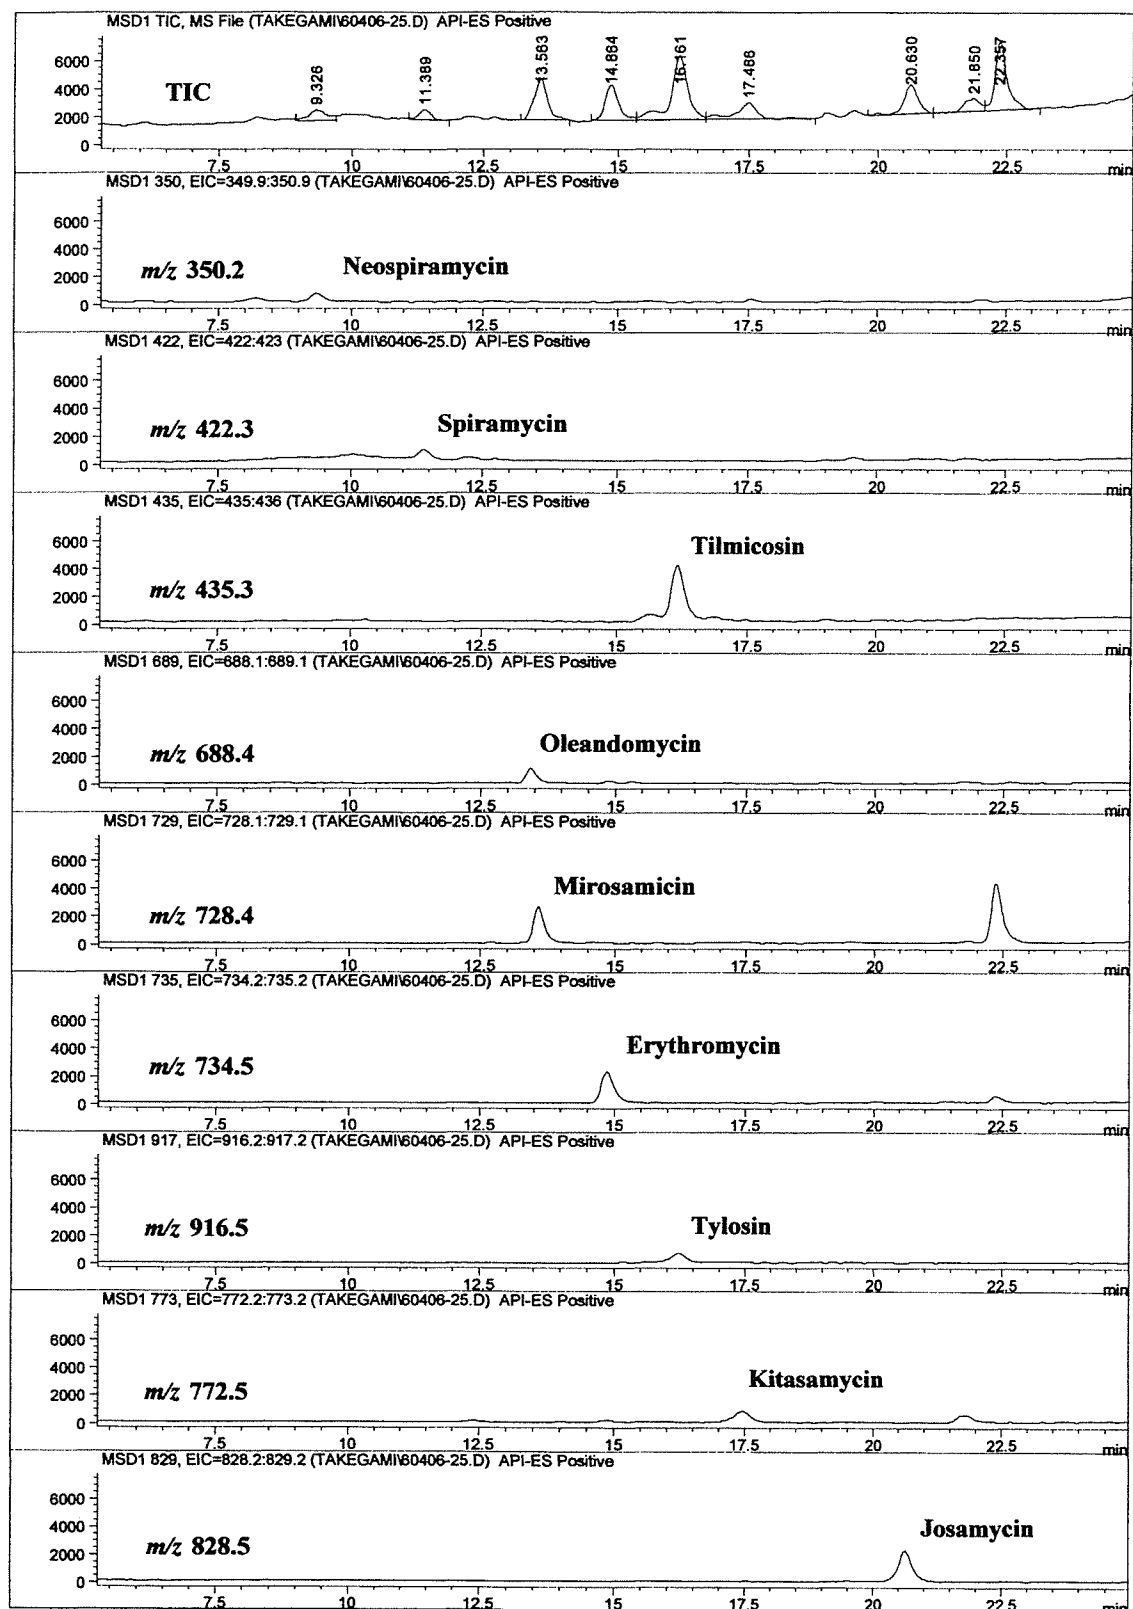 MSD1 TIC, MS File (TAKEGAMI\60406-25.D) API-ES Positive
6000
4000
2000
0
TIC
9.326
11.389
13.583
14.864
16.161
17.486
20.630
21.850
22.357
7.5 10 12.5 15 17.5 20 22.5 min
MSD1 350, EIC=349.9:350.9 (TAKEGAMI\60406-25.D) API-ES Positive
6000
4000
2000
0
m/z 350.2 Neospiramycin
7.5 10 12.5 15 17.5 20 22.5 min
MSD1 422, EIC=422:423 (TAKEGAMI\60406-25.D) API-ES Positive
6000
4000
2000
0
m/z 422.3 Spiramycin
7.5 10 12.5 15 17.5 20 22.5 min
MSD1 435, EIC=435:436 (TAKEGAMI\60406-25.D) API-ES Positive
6000
4000
2000
0
m/z 435.3 Tilmicosin
7.5 10 12.5 15 17.5 20 22.5 min
MSD1 689, EIC=688.1:689.1 (TAKEGAMI\60406-25.D) API-ES Positive
6000
4000
2000
0
m/z 688.4 Oleandomycin
7.5 10 12.5 15 17.5 20 22.5 min
MSD1 729, EIC=728.1:729.1 (TAKEGAMI\60406-25.D) API-ES Positive
6000
4000
2000
0
m/z 728.4 Mirosamicin
7.5 10 12.5 15 17.5 20 22.5 min
MSD1 735, EIC=734.2:735.2 (TAKEGAMI\60406-25.D) API-ES Positive
6000
4000
2000
0
m/z 734.5 Erythromycin
7.5 10 12.5 15 17.5 20 22.5 min
MSD1 917, EIC=916.2:917.2 (TAKEGAMI\60406-25.D) API-ES Positive
6000
4000
2000
0
m/z 916.5 Tylosin
7.5 10 12.5 15 17.5 20 22.5 min
MSD1 773, EIC=772.2:773.2 (TAKEGAMI\60406-25.D) API-ES Positive
6000
4000
2000
0
m/z 772.5 Kitasamycin
7.5 10 12.5 15 17.5 20 22.5 min
MSD1 829, EIC=828.2:829.2 (TAKEGAMI\60406-25.D) API-ES Positive
6000
4000
2000
0
m/z 828.5 Josamycin
7.5 10 12.5 15 17.5 20 22.5 min